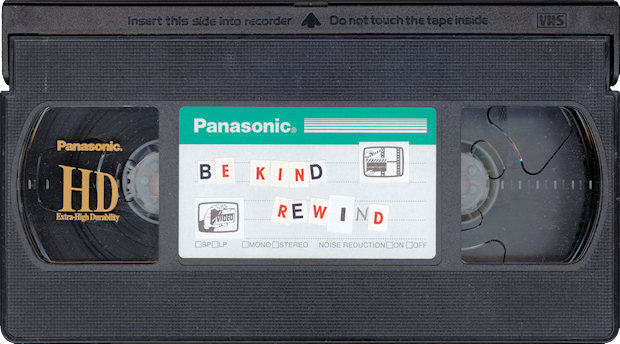 Insert this side into recorder Do not touch the tape inside VHS
Panasonic.
HD
Extra-High Durability
Panasonic®
BE KIND
REWIND
VIDEO
SP LP MONO STEREO NOISE REDUCTION ON OFF